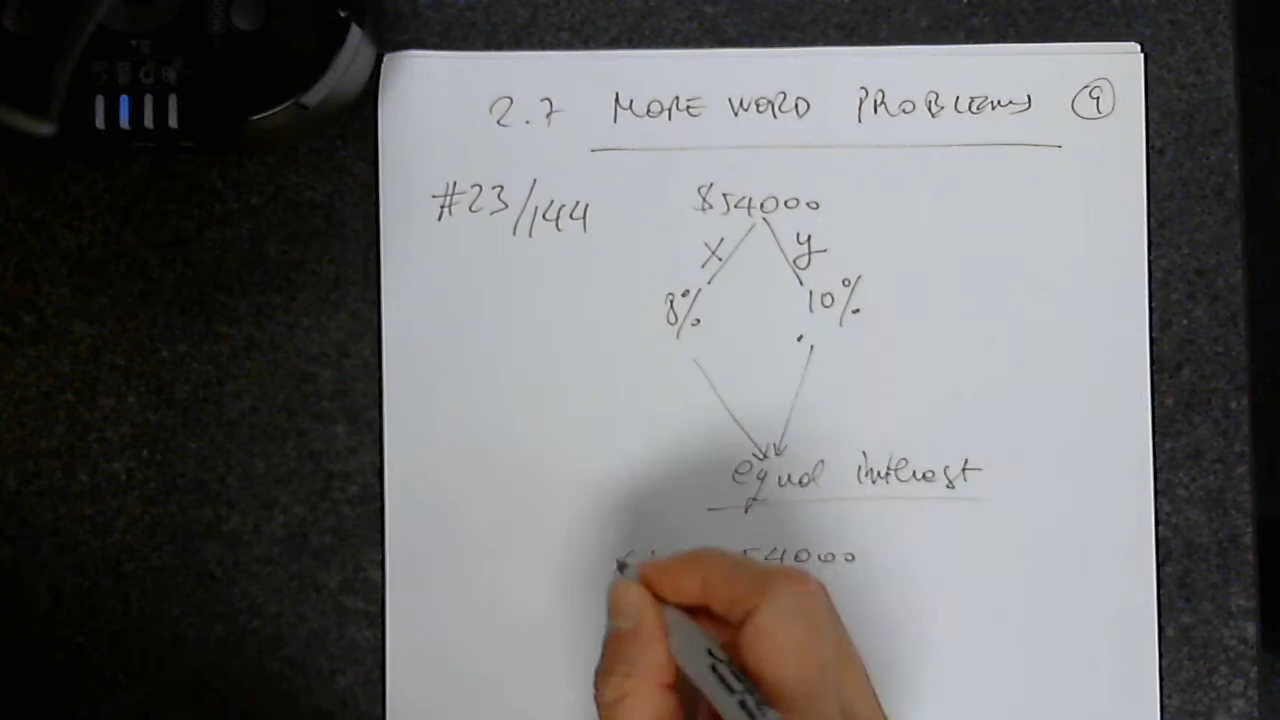 2.7 MORE WORD PROBLEMS 9
#23/144
$54000
x y
8% 10%
equal interest
54000